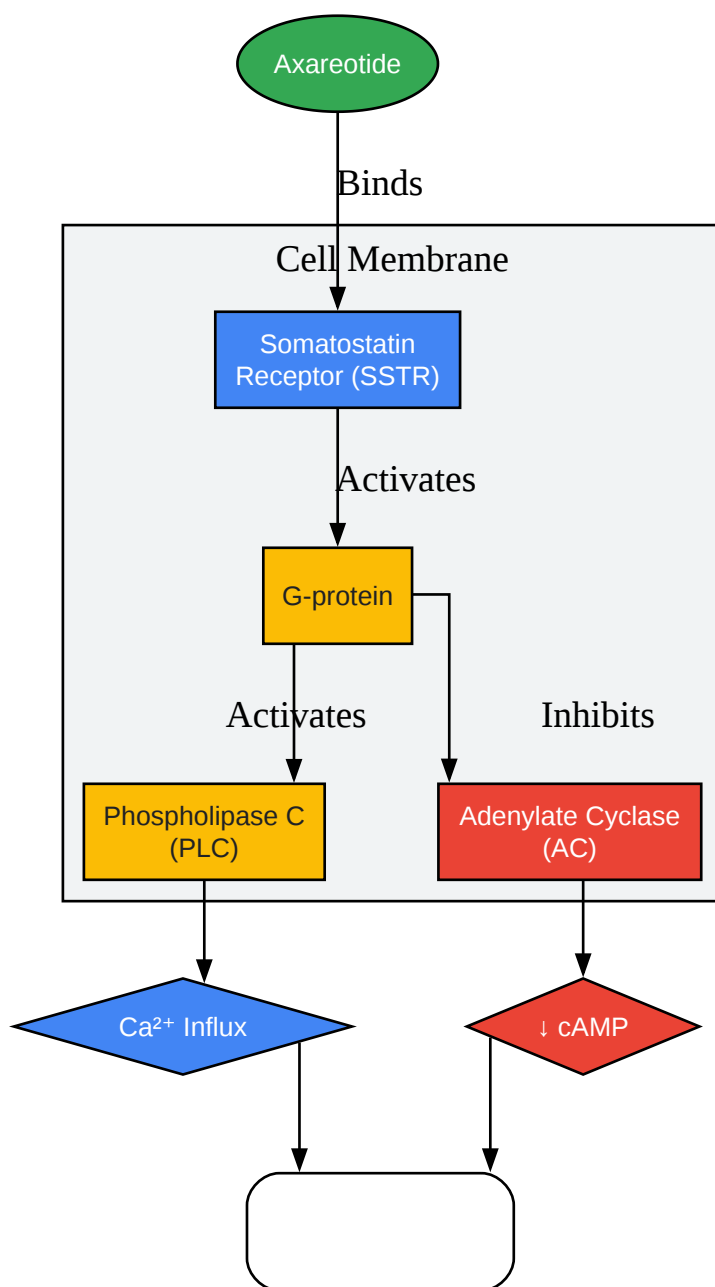 Axareotide
Binds
Cell Membrane
Somatostatin
Receptor (SSTR)
Activates
G-protein
Activates
Inhibits
Phospholipase C
(PLC)
Adenylate Cyclase
(AC)
Ca²⁺ Influx
↓ cAMP